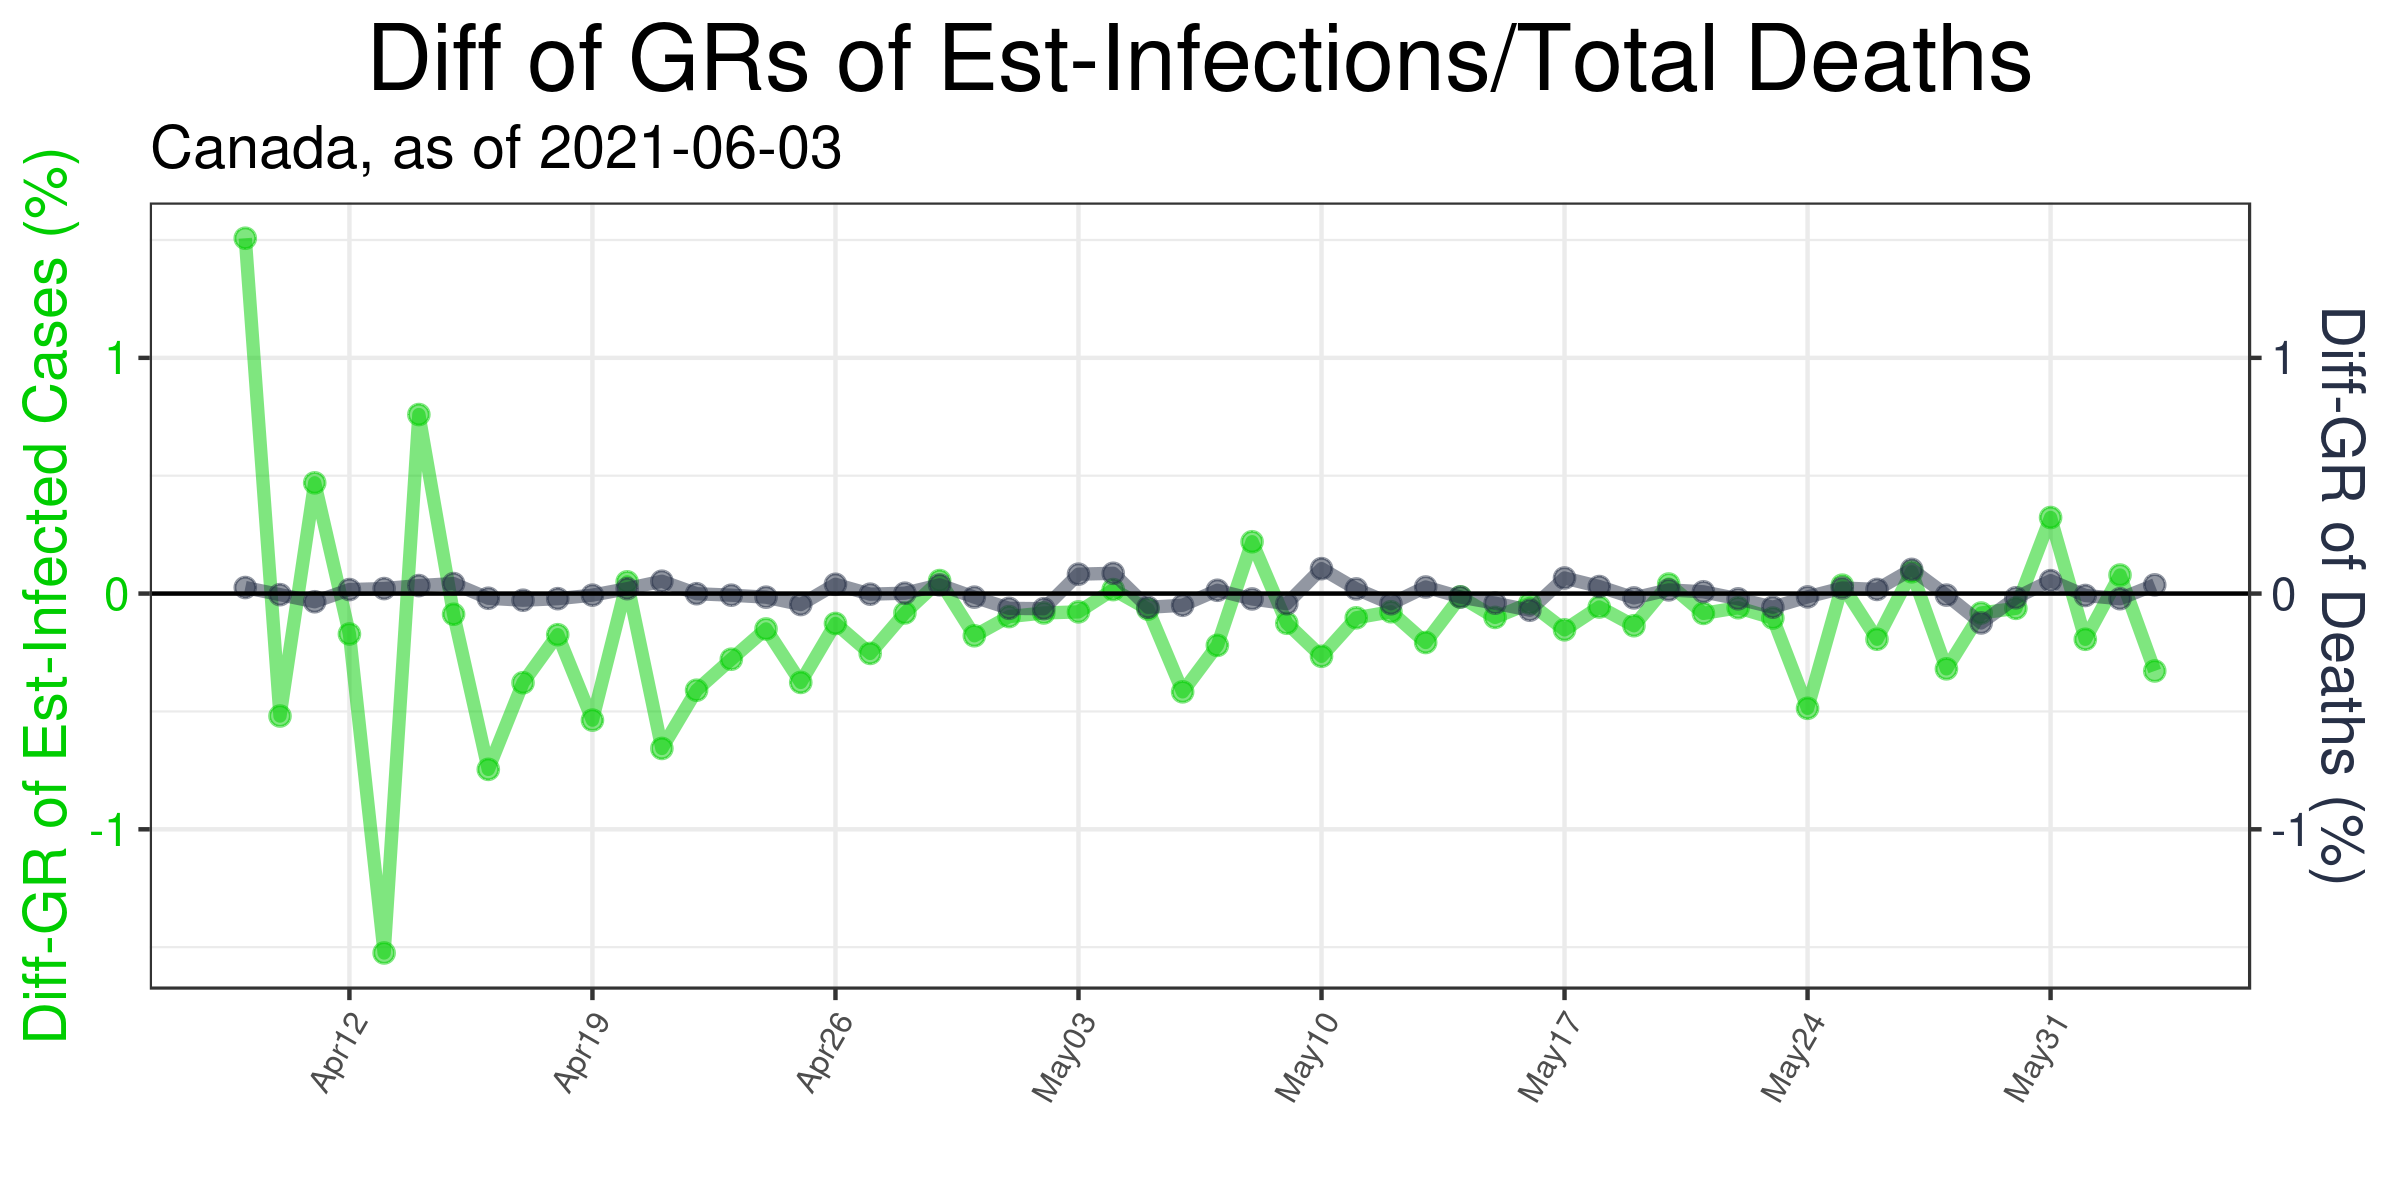 Diff of GRs of Est-Infections/Total Deaths
Canada, as of 2021-06-03
Diff-GR of Est-Infected Cases (%)
1
0
-1
1
0
-1
Diff-GR of Deaths (%)
Apr12
Apr19
Apr26
May03
May10
May17
May24
May31